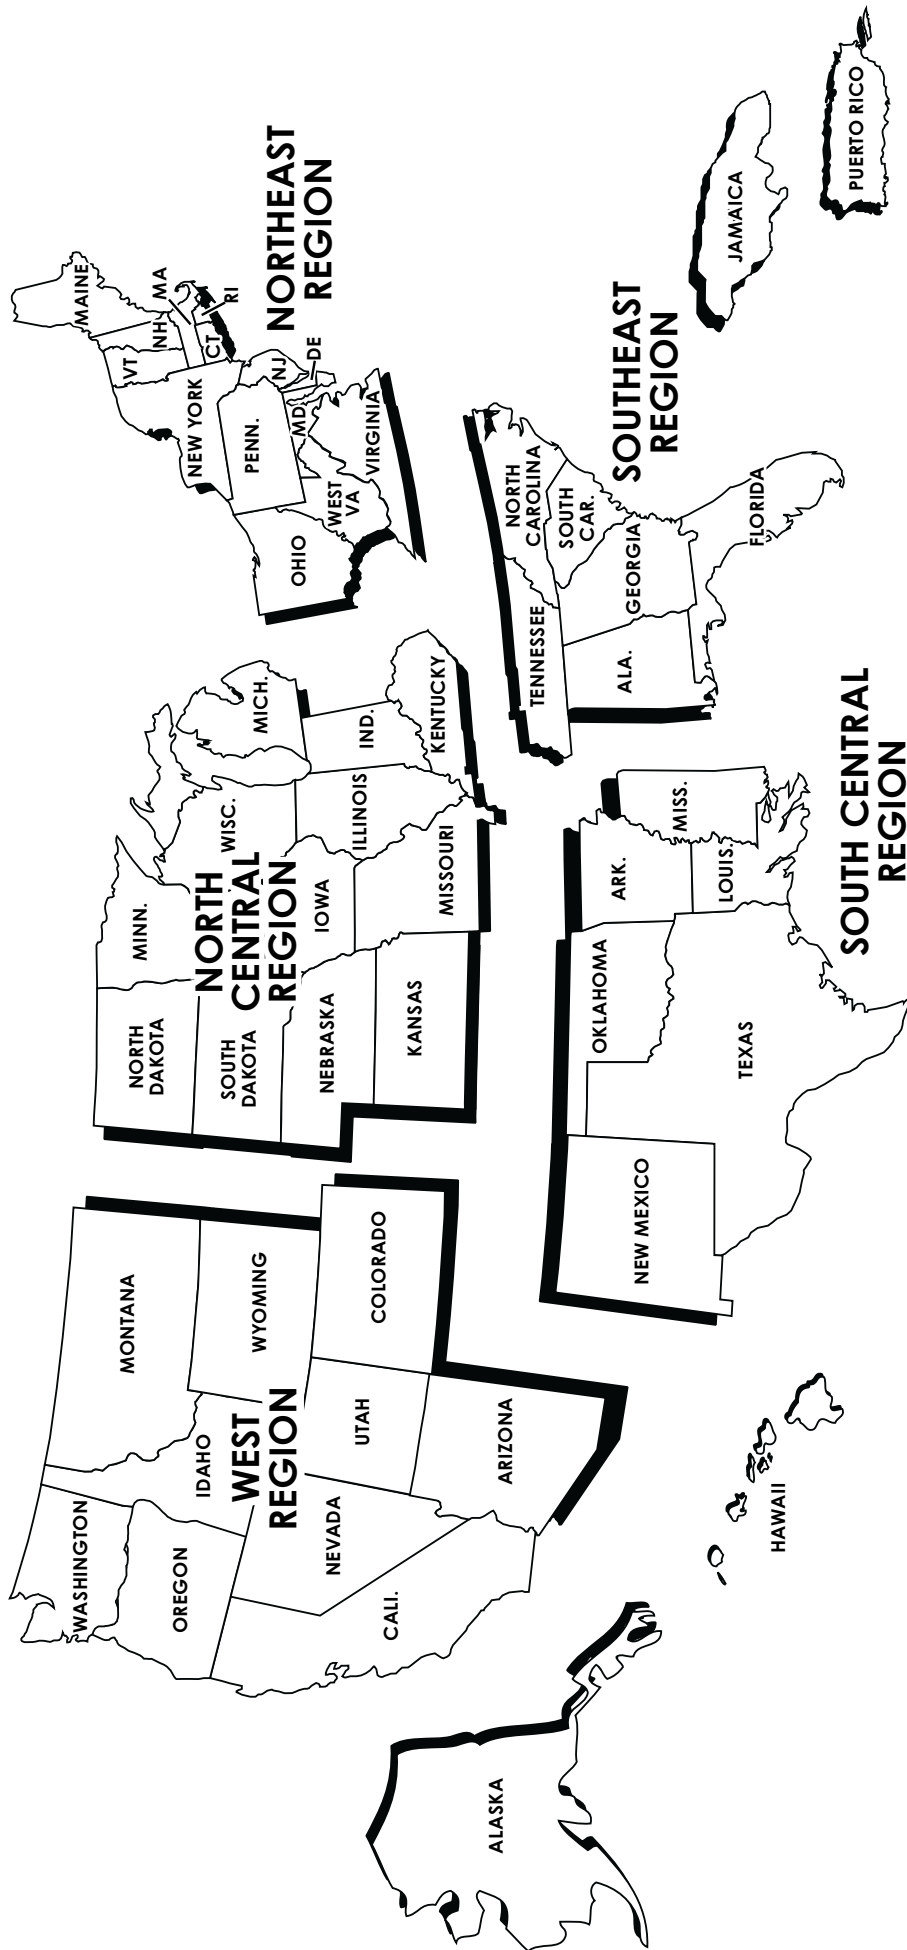 WASHINGTON
OREGON
CALI.
NEVADA
IDAHO
MONTANA
WYOMING
UTAH
COLORADO
ARIZONA
WEST
REGION
ALASKA
HAWAII
NORTH
DAKOTA
SOUTH
DAKOTA
NEBRASKA
KANSAS
MINN.
IOWA
MISSOURI
WISC.
ILLINOIS
MICH.
IND.
KENTUCKY
NORTH
CENTRAL
REGION
NEW MEXICO
TEXAS
OKLAHOMA
ARK.
LOUIS.
MISS.
SOUTH CENTRAL
REGION
OHIO
WEST
VA
VIRGINIA
PENN.
MD
DE
NJ
NEW YORK
CT
RI
MA
VT
NH
MAINE
NORTHEAST
REGION
TENNESSEE
NORTH
CAROLINA
SOUTH
CAR.
GEORGIA
ALA.
FLORIDA
SOUTHEAST
REGION
JAMAICA
PUERTO RICO